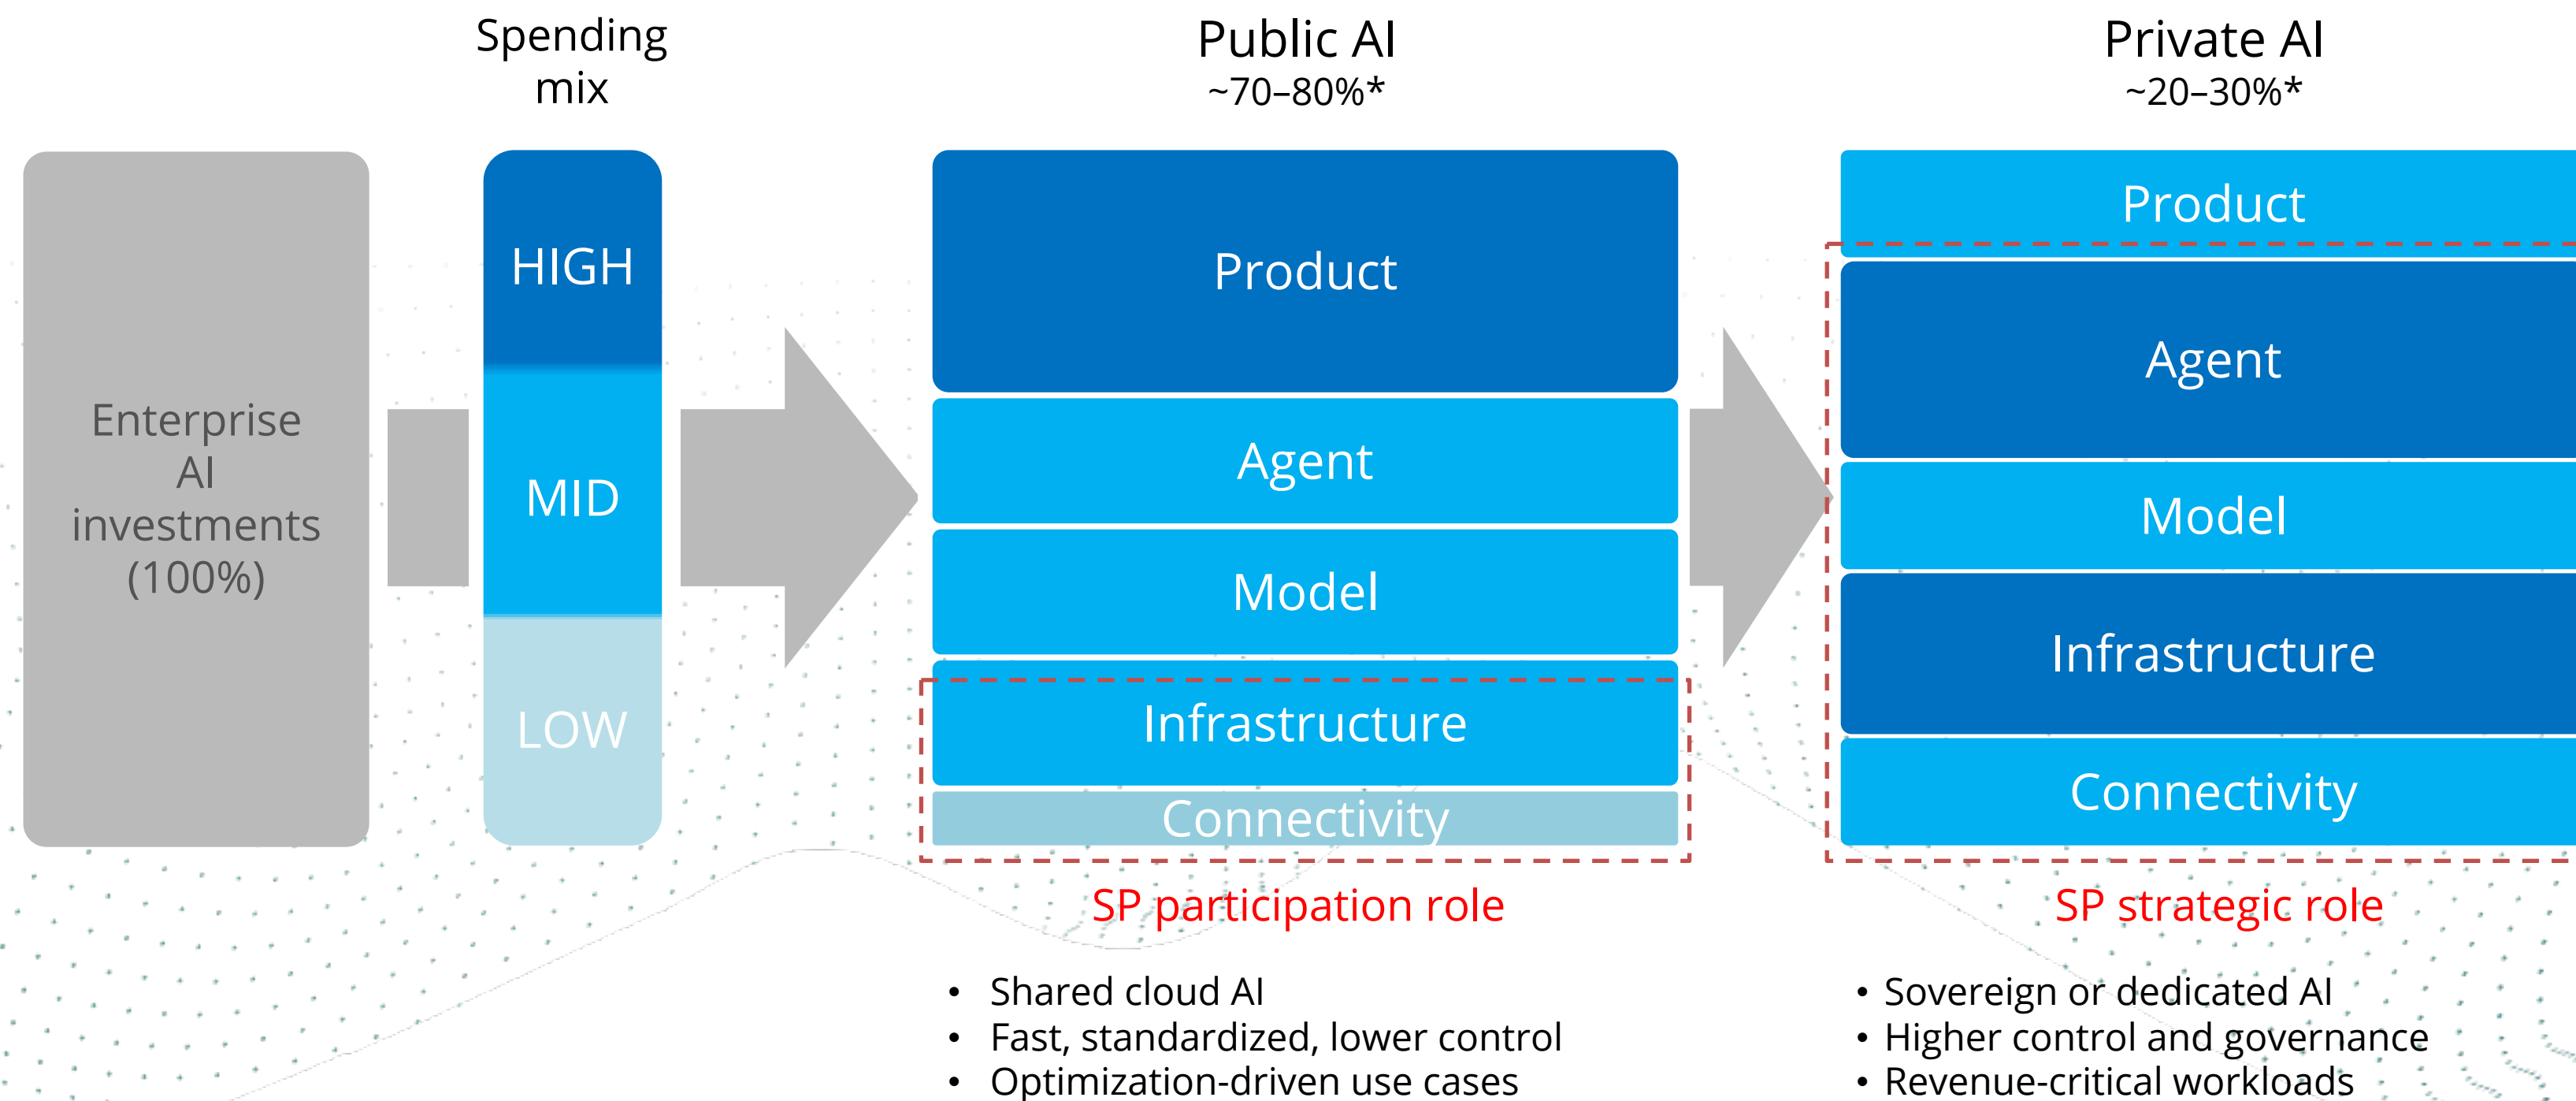 Spending
mix
Public AI
~70–80%*
Private AI
~20–30%*
Enterprise
AI
investments
(100%)
HIGH
MID
LOW
Product
Agent
Model
Infrastructure
Connectivity
SP participation role
• Shared cloud AI
• Fast, standardized, lower control
• Optimization-driven use cases
Product
Agent
Model
Infrastructure
Connectivity
SP strategic role
• Sovereign or dedicated AI
• Higher control and governance
• Revenue-critical workloads